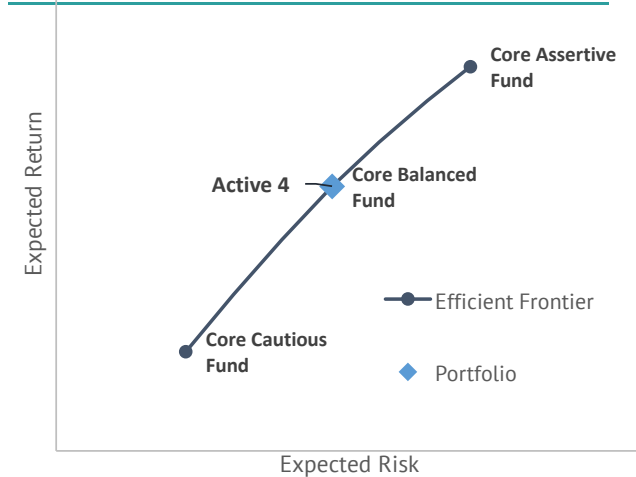 Core Assertive
Fund
Expected Return
Active 4
Core Balanced
Fund
Efficient Frontier
Core Cautious
Fund
Portfolio
Expected Risk